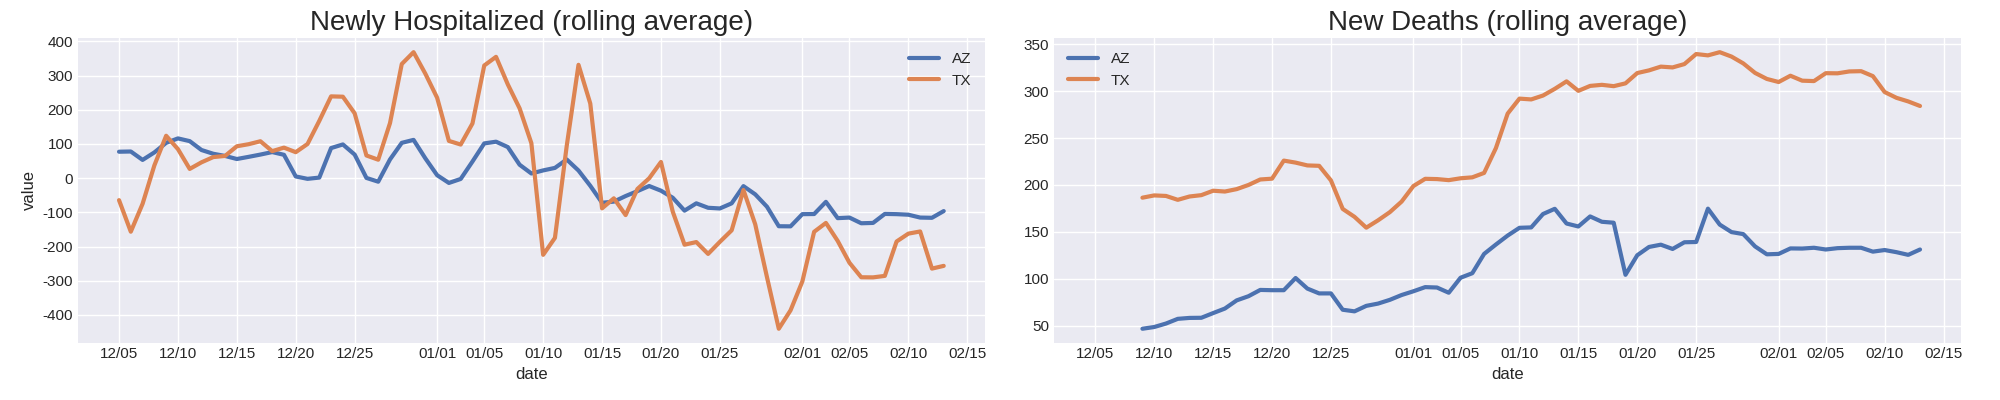 Newly Hospitalized (rolling average)
400
300
200
100
0
-100
-200
-300
-400
value
AZ
TX
12/05 12/10 12/15 12/20 12/25 01/01 01/05 01/10 01/15 01/20 01/25 02/01 02/05 02/10 02/15
date
New Deaths (rolling average)
350
300
250
200
150
100
50
AZ
TX
12/05 12/10 12/15 12/20 12/25 01/01 01/05 01/10 01/15 01/20 01/25 02/01 02/05 02/10 02/15
date